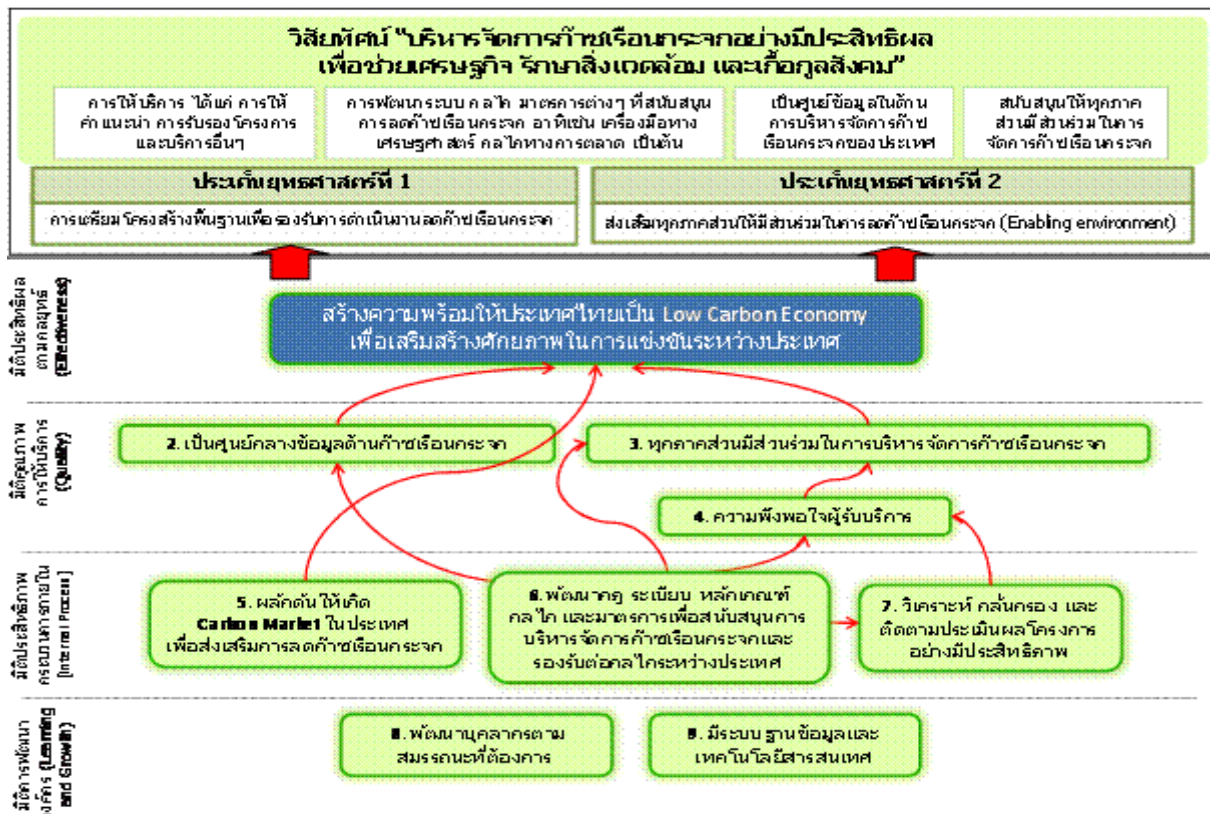 วิสัยทัศน์ "บริหารจัดการก๊าซเรือนกระจกอย่างมีประสิทธิผล
เพื่อช่วยเศรษฐกิจ รักษาสิ่งแวดล้อม และเกื้อกูลสังคม"
การให้บริการ ได้แก่ การให้
คำแนะนำ การรับรองโครงการ
และบริการอื่นๆ
การพัฒนาระบบ กลไก มาตรการต่างๆ ที่สนับสนุน
การลดก๊าซเรือนกระจก อาทิเช่น เครื่องมือทาง
เศรษฐศาสตร์ กลไกทางการตลาด เป็นต้น
เป็นศูนย์ข้อมูลในด้าน
การบริหารจัดการก๊าซ
เรือนกระจกของประเทศ
สนับสนุนให้ทุกภาค
ส่วนมีส่วนร่วมในการ
จัดการก๊าซเรือนกระจก
ประเด็นยุทธศาสตร์ที่ 1
การเตรียมโครงสร้างพื้นฐานเพื่อรองรับการดำเนินงานลดก๊าซเรือนกระจก
ประเด็นยุทธศาสตร์ที่ 2
ส่งเสริมทุกภาคส่วนให้มีส่วนร่วมในการลดก๊าซเรือนกระจก (Enabling environment)
มิติประสิทธิผล
ตามกลยุทธ์
(Effectiveness)
สร้างความพร้อมให้ประเทศไทยเป็น Low Carbon Economy
เพื่อเสริมสร้างศักยภาพในการแข่งขันระหว่างประเทศ
มิติคุณภาพ
การให้บริการ
(Quality)
2. เป็นศูนย์กลางข้อมูลด้านก๊าซเรือนกระจก
3. ทุกภาคส่วนมีส่วนร่วมในการบริหารจัดการก๊าซเรือนกระจก
4. ความพึงพอใจผู้รับบริการ
มิติประสิทธิภาพ
กระบวนการภายใน
(Internal Process)
5. ผลักดันให้เกิด
Carbon Market ในประเทศ
เพื่อส่งเสริมการลดก๊าซเรือนกระจก
6. พัฒนากฎ ระเบียบ หลักเกณฑ์
กลไก และมาตรการเพื่อสนับสนุนการ
บริหารจัดการก๊าซเรือนกระจกและ
รองรับต่อกลไกระหว่างประเทศ
7. วิเคราะห์ กลั่นกรอง และ
ติดตามประเมินผลโครงการ
อย่างมีประสิทธิภาพ
มิติการพัฒนา
องค์กร (Learning
and Growth)
8. พัฒนาบุคลากรตาม
สมรรถนะที่ต้องการ
9. มีระบบฐานข้อมูลและ
เทคโนโลยีสารสนเทศ